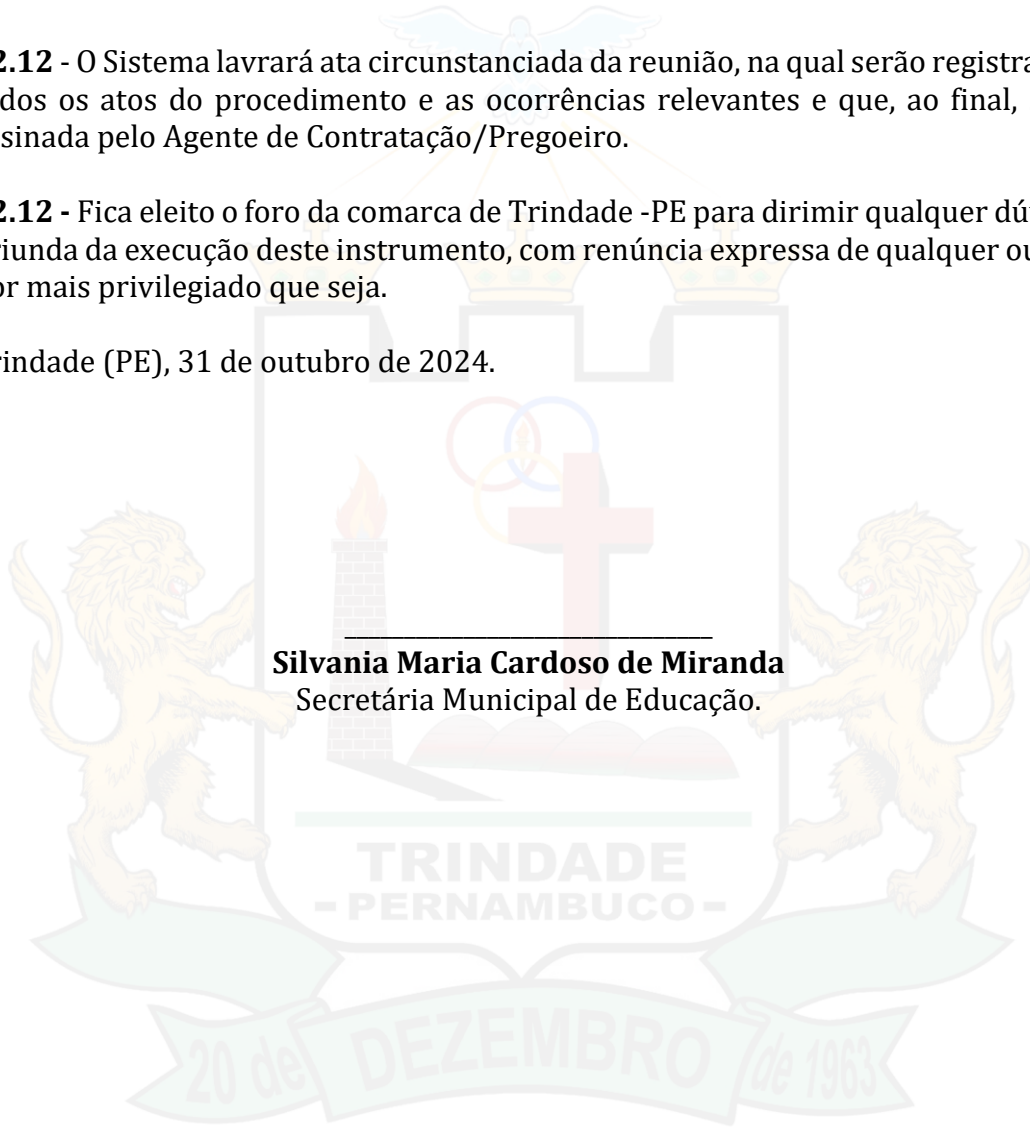 2.12 - O Sistema lavrará ata circunstanciada da reunião, na qual serão registra
dos os atos do procedimento e as ocorrências relevantes e que, ao final,
sinada pelo Agente de Contratação/Pregoeiro.
2.12 - Fica eleito o foro da comarca de Trindade -PE para dirimir qualquer dú
riunda da execução deste instrumento, com renúncia expressa de qualquer ou
or mais privilegiado que seja.
rindade (PE), 31 de outubro de 2024.
Silvania Maria Cardoso de Miranda
Secretária Municipal de Educação.
TRINDADE
- PERNAMBUCO -
20 de DEZEMBRO de 1963